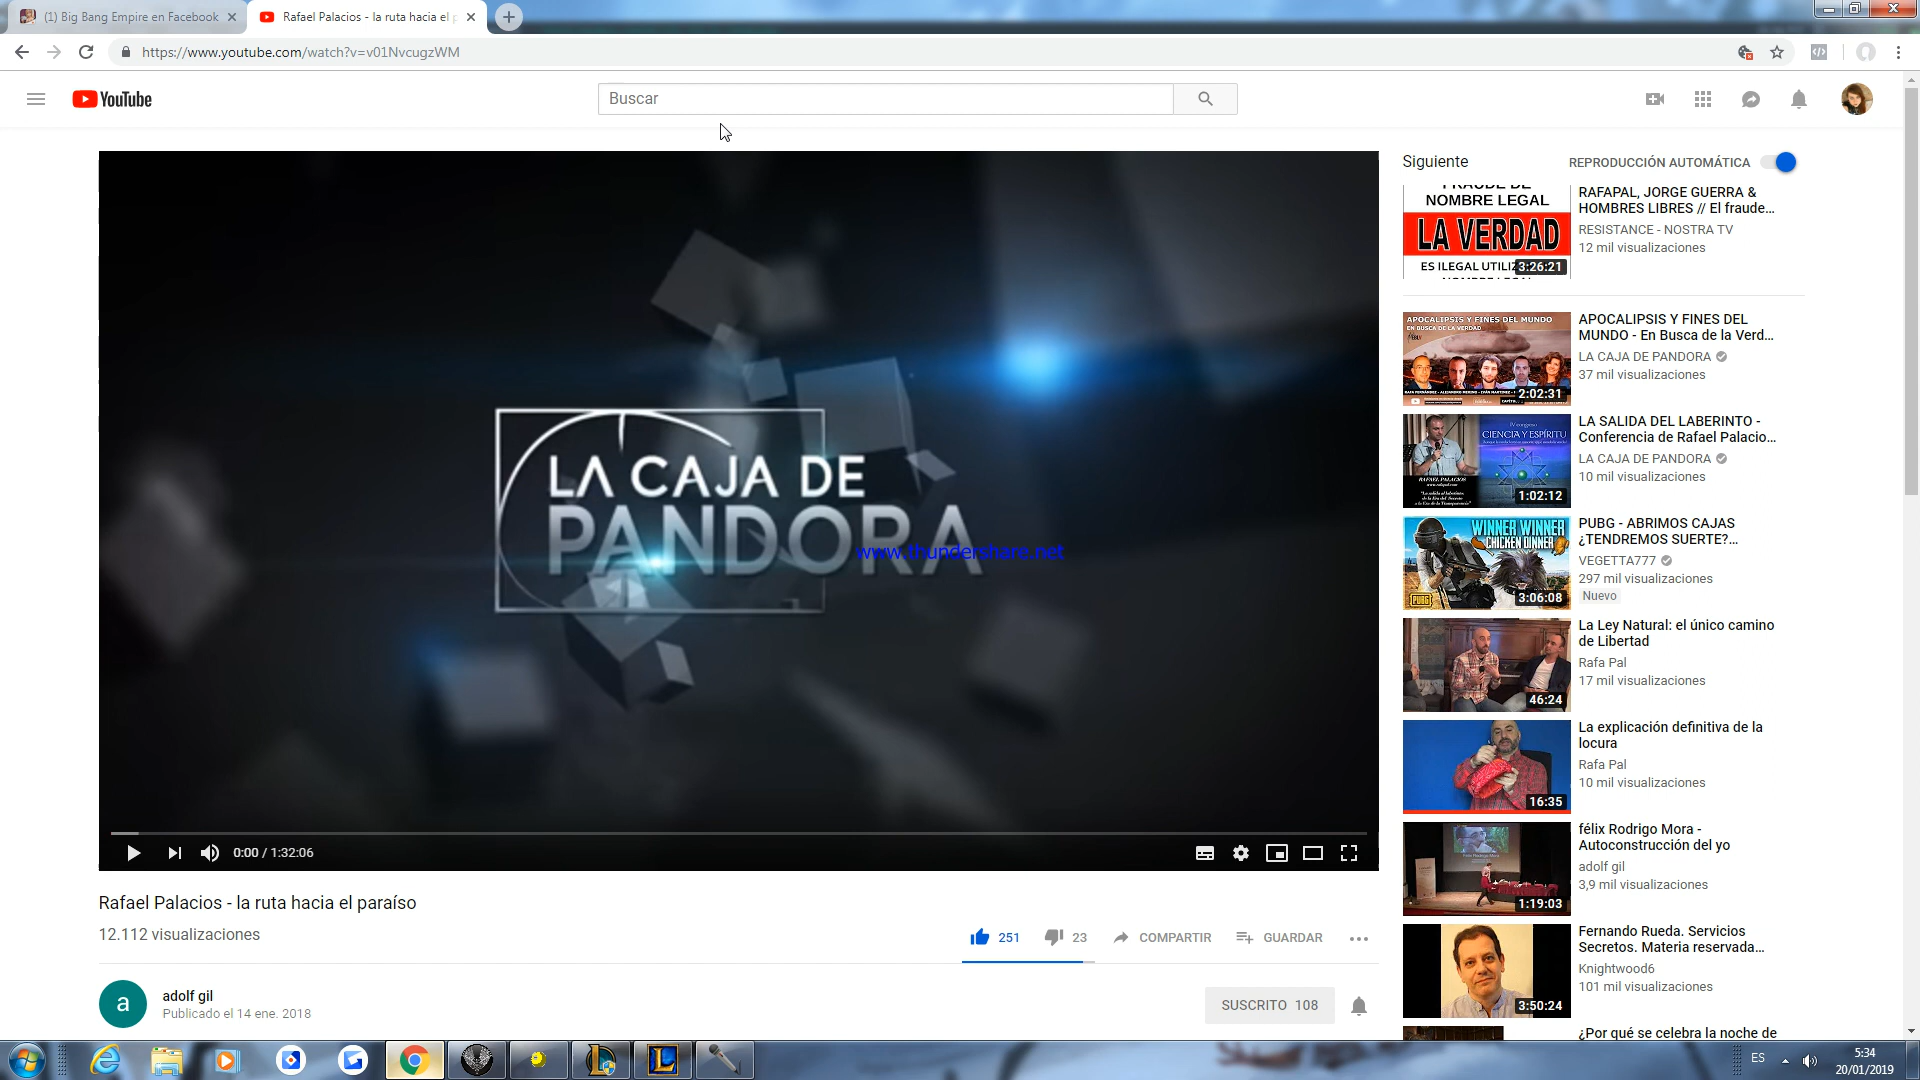 (1) Big Bang Empire en Facebook
Rafael Palacios - la ruta hacia el p
https://www.youtube.com/watch?v=v01NvcugzWM
YouTube
Buscar
LA CAJA DE
PANDORA
www.thundershare.net
0:00 / 1:32:06
Rafael Palacios - la ruta hacia el paraíso
12.112 visualizaciones
251
23
COMPARTIR
GUARDAR
a
adolf gil
Publicado el 14 ene. 2018
SUSCRITO 108
Siguiente
REPRODUCCIÓN AUTOMÁTICA
FRAUDE DE
NOMBRE LEGAL
LA VERDAD
3:26:21
RAFAPAL, JORGE GUERRA &
HOMBRES LIBRES // El fraude...
RESISTANCE - NOSTRA TV
12 mil visualizaciones
APOCALIPSIS Y FINES DEL MUNDO
EN BUSCA DE LA VERDAD
2:02:31
APOCALIPSIS Y FINES DEL
MUNDO - En Busca de la Verd...
LA CAJA DE PANDORA
37 mil visualizaciones
CIENCIA Y ESPÍRITU
RAFAEL PALACIOS
1:02:12
LA SALIDA DEL LABERINTO -
Conferencia de Rafael Palacio...
LA CAJA DE PANDORA
10 mil visualizaciones
WINNER WINNER
CHICKEN DINNER
PUBG
3:06:08
PUBG - ABRIMOS CAJAS
¿TENDREMOS SUERTE?...
VEGETTA777
297 mil visualizaciones
Nuevo
46:24
La Ley Natural: el único camino
de Libertad
Rafa Pal
17 mil visualizaciones
16:35
La explicación definitiva de la
locura
Rafa Pal
10 mil visualizaciones
1:19:03
félix Rodrigo Mora -
Autoconstrucción del yo
adolf gil
3,9 mil visualizaciones
3:50:24
Fernando Rueda. Servicios
Secretos. Materia reservada...
Knightwood6
101 mil visualizaciones
¿Por qué se celebra la noche de
ES
5:34
20/01/2019